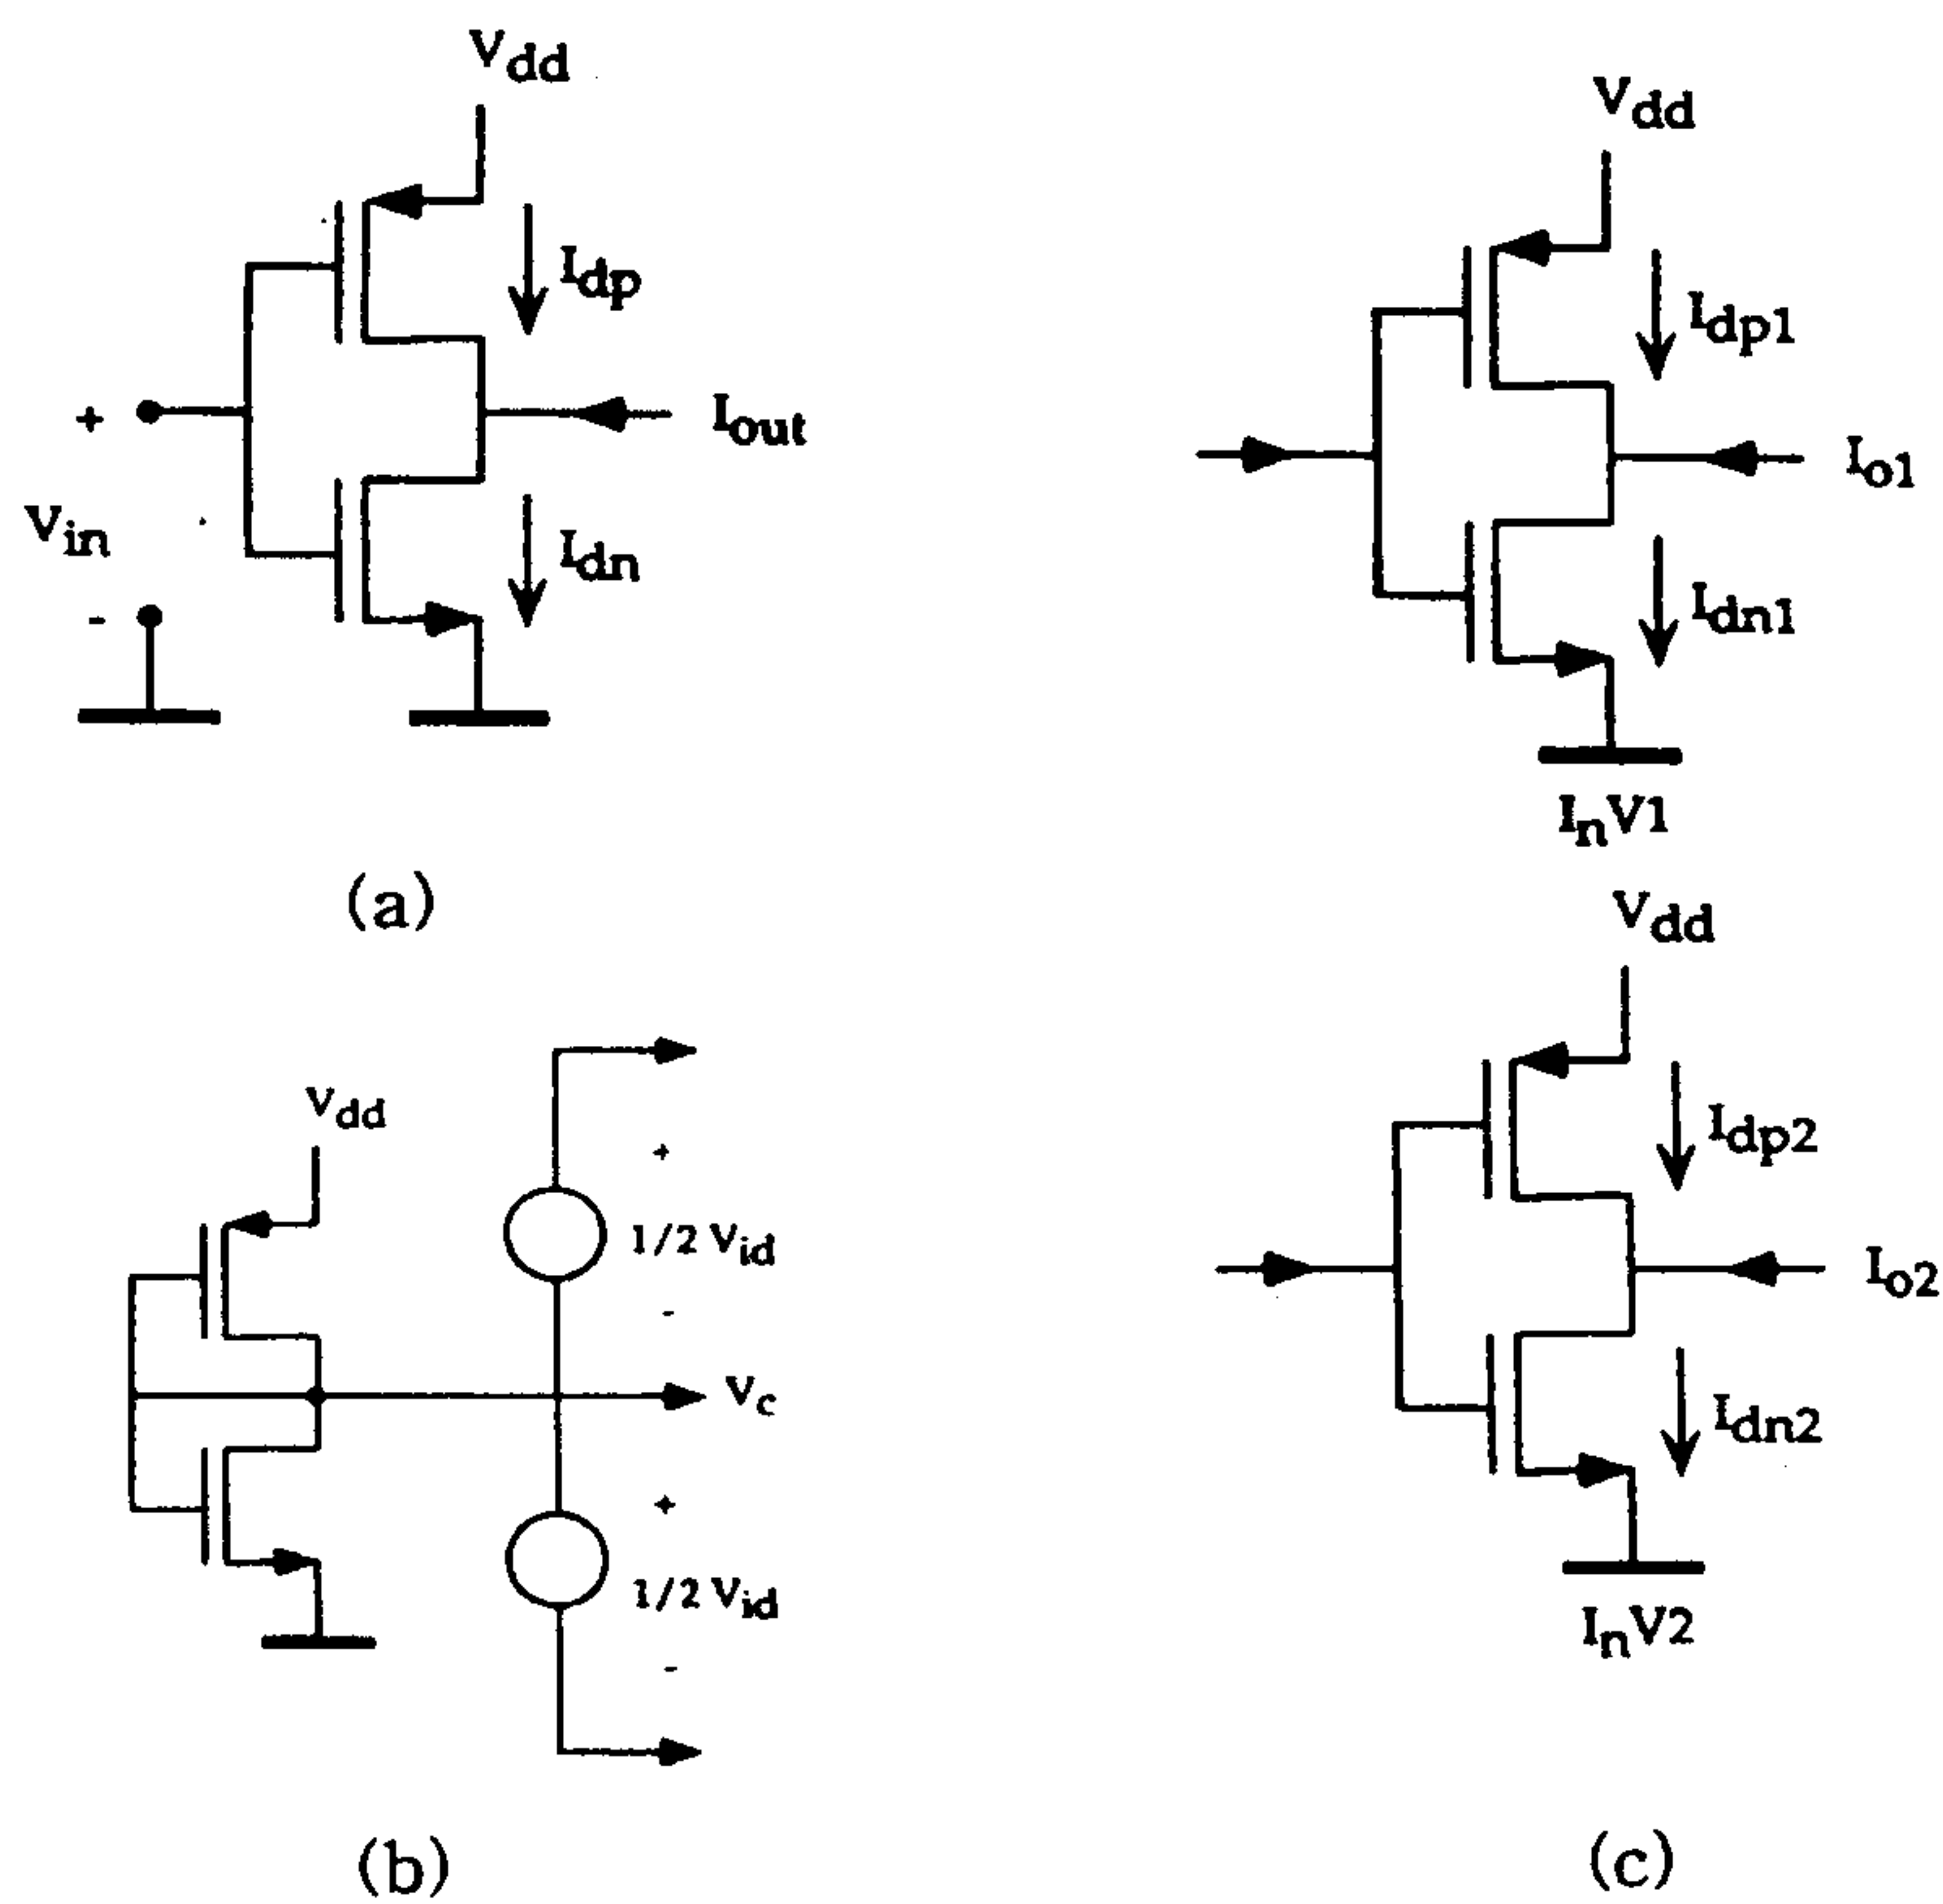 Vdd
Idp
+
Iout
Vin
Idn
-
(a)
Vdd
Idp1
Io1
Idn1
InV1
Vdd
+
1/2 Vid
-
Vc
+
1/2 Vid
-
(b)
Vdd
Idp2
Io2
Idn2
InV2
(c)